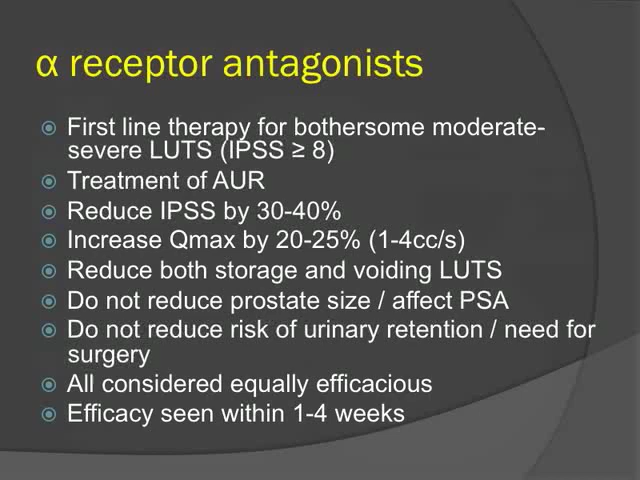 α receptor antagonists
First line therapy for bothersome moderate-
severe LUTS (IPSS ≥ 8)
Treatment of AUR
Reduce IPSS by 30-40%
Increase Qmax by 20-25% (1-4cc/s)
Reduce both storage and voiding LUTS
Do not reduce prostate size / affect PSA
Do not reduce risk of urinary retention / need for
surgery
All considered equally efficacious
Efficacy seen within 1-4 weeks